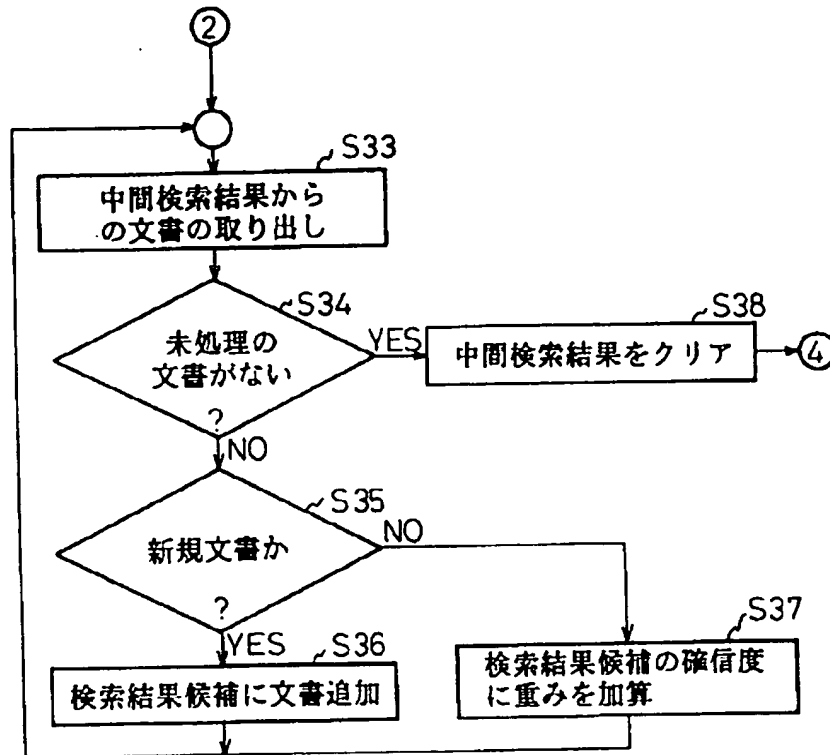 2
S33
中間検索結果から
の文書の取り出し
S34
未処理の
文書がない
?
YES
S38
中間検索結果をクリア
4
NO
S35
新規文書か
?
NO
YES
S36
検索結果候補に文書追加
S37
検索結果候補の確信度
に重みを加算